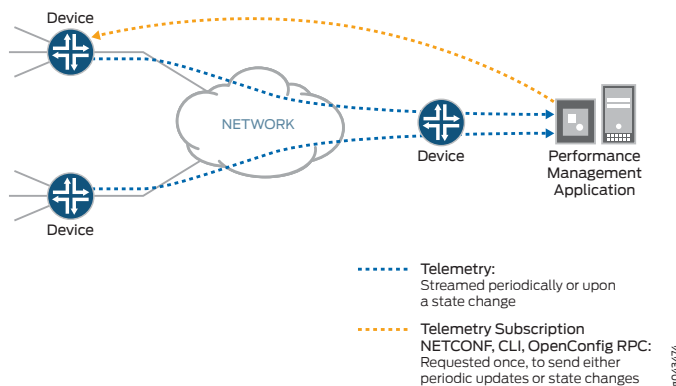 Device
NETWORK
Device
Performance
Management
Application
Device
Telemetry:
Streamed periodically or upon
a state change
Telemetry Subscription
NETCONF, CLI, OpenConfig RPC:
Requested once, to send either
periodic updates or state changes